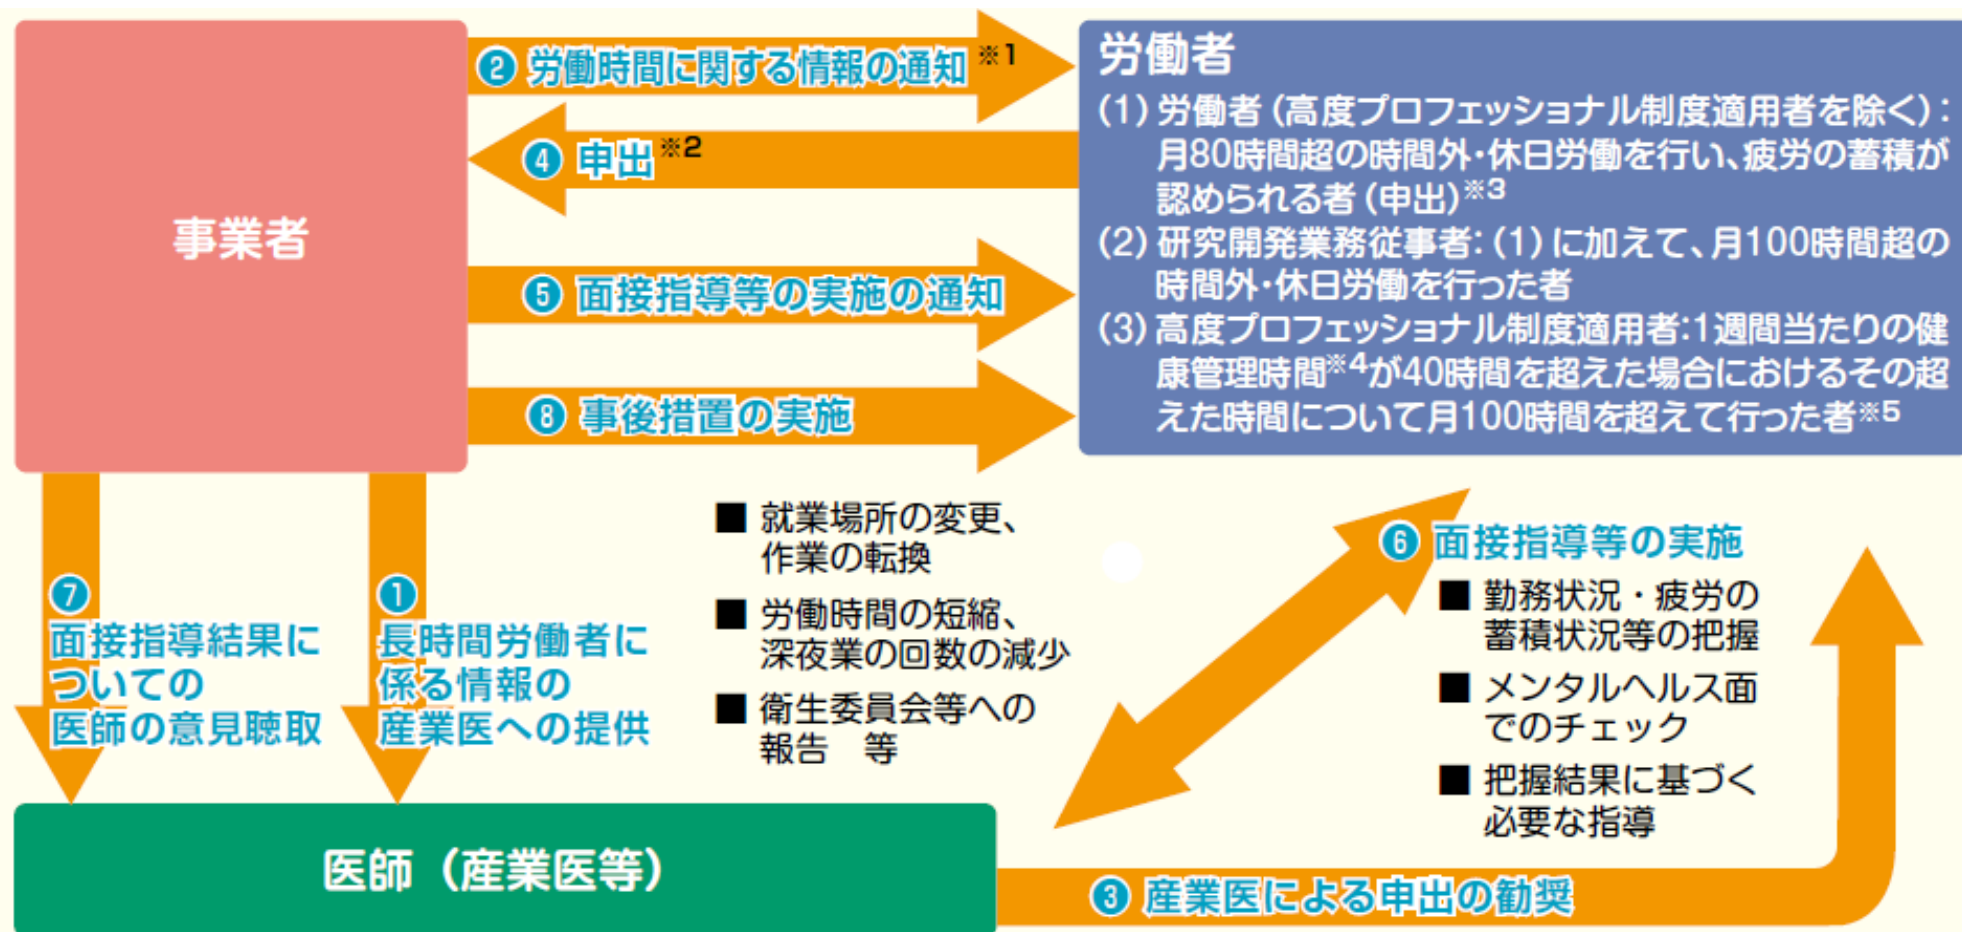 事業者
❷ 労働時間に関する情報の通知※1
❹ 申出※2
❺ 面接指導等の実施の通知
❽ 事後措置の実施
労働者
(1) 労働者(高度プロフェッショナル制度適用者を除く):
月80時間超の時間外・休日労働を行い、疲労の蓄積が
認められる者(申出)※3
(2) 研究開発業務従事者:(1)に加えて、月100時間超の
時間外・休日労働を行った者
(3) 高度プロフェッショナル制度適用者:1週間当たりの健
康管理時間※4が40時間を超えた場合におけるその超
えた時間について月100時間を超えて行った者※5
❼
面接指導結果に
ついての
医師の意見聴取
❶
長時間労働者に
係る情報の
産業医への提供
■ 就業場所の変更、
作業の転換
■ 労働時間の短縮、
深夜業の回数の減少
■ 衛生委員会等への
報告 等
❻ 面接指導等の実施
■ 勤務状況・疲労の
蓄積状況等の把握
■ メンタルヘルス面
でのチェック
■ 把握結果に基づく
必要な指導
医師(産業医等)
❸ 産業医による申出の勧奨